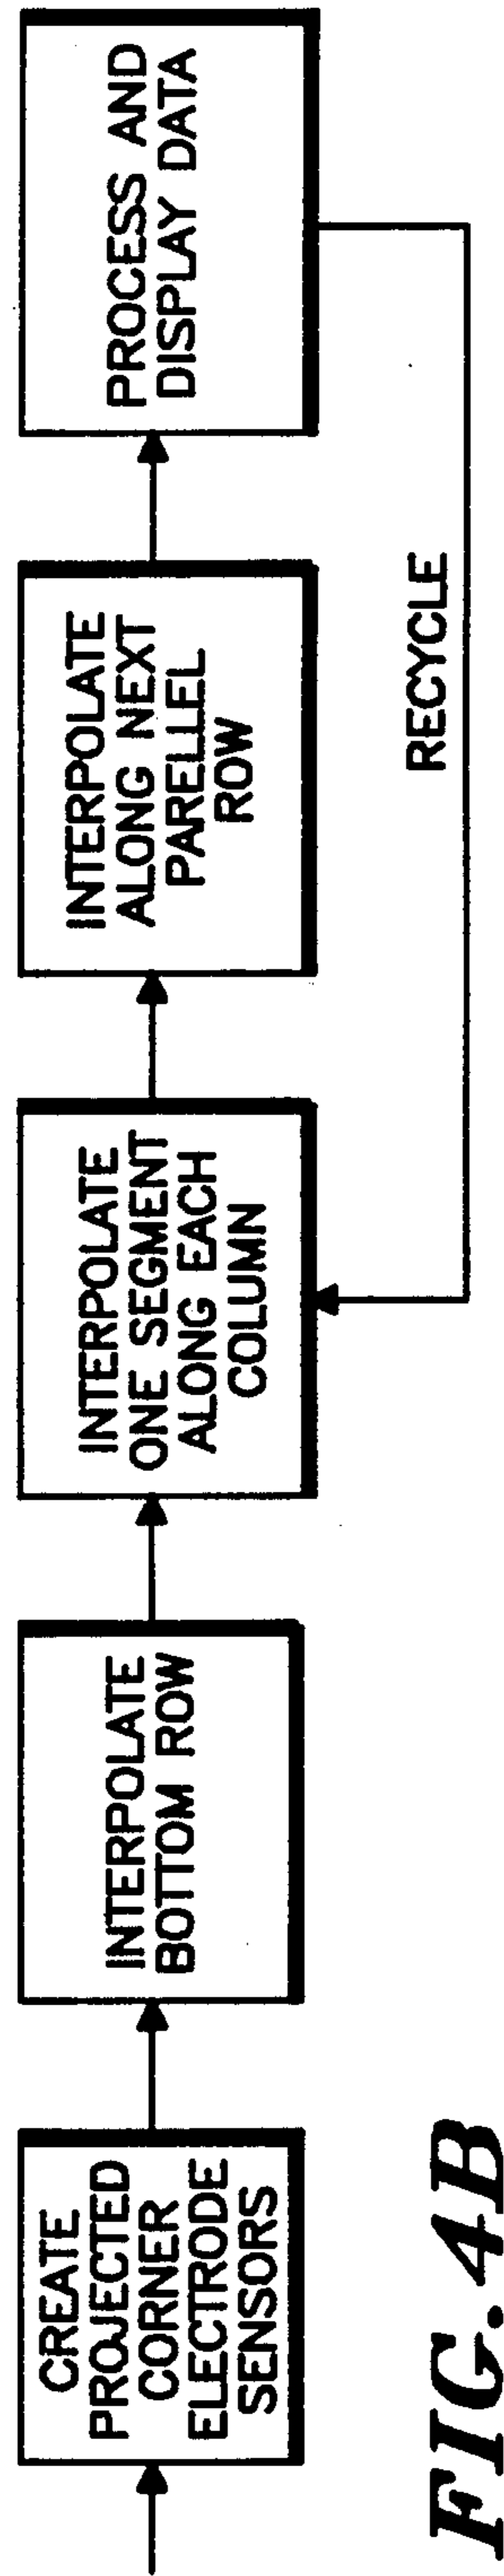 CREATE
PROJECTED
CORNER
ELECTRODE
SENSORS
INTERPOLATE
BOTTOM ROW
INTERPOLATE
ONE SEGMENT
ALONG EACH
COLUMN
INTERPOLATE
ALONG NEXT
PARELLEL
ROW
PROCESS AND
DISPLAY DATA
RECYCLE
FIG. 4B